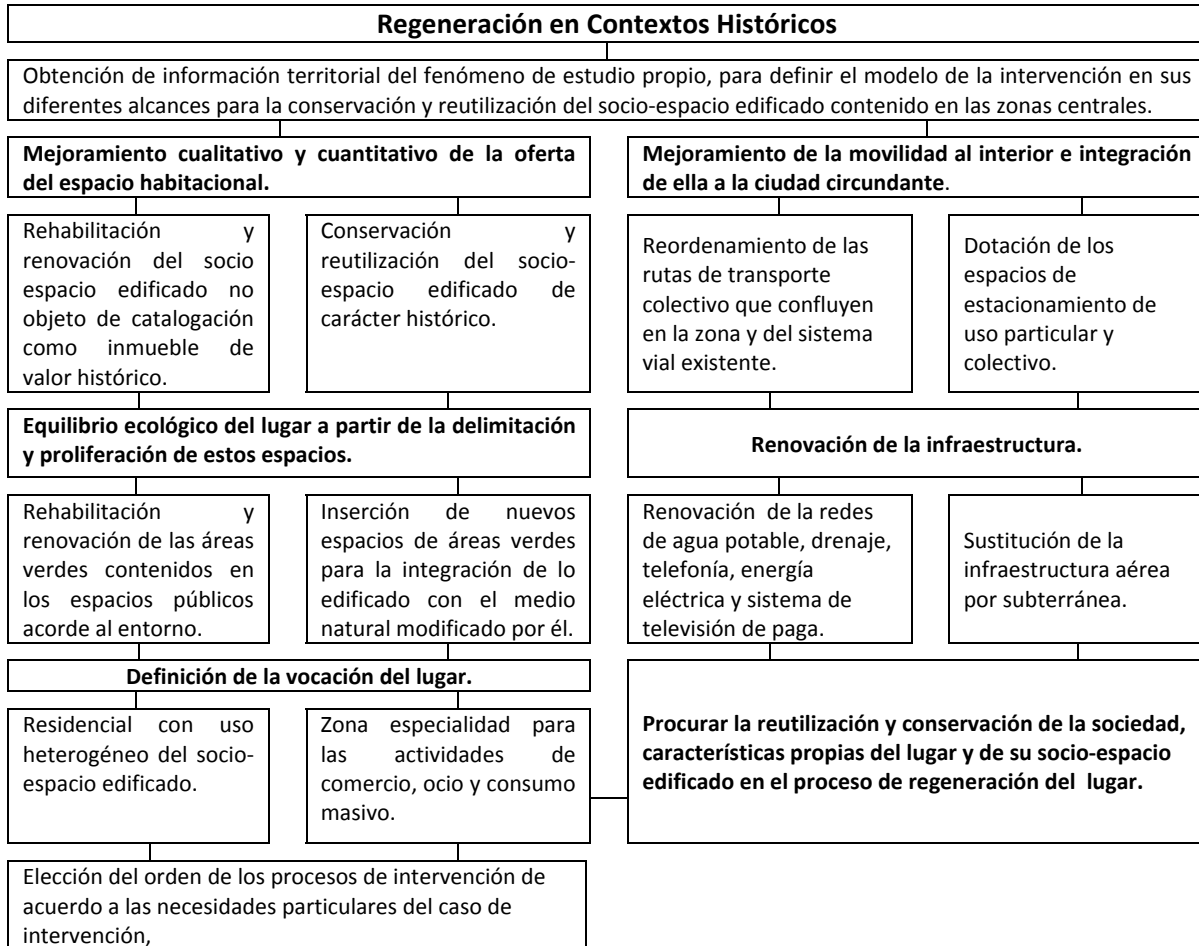 Regeneración en Contextos Históricos
Obtención de información territorial del fenómeno de estudio propio, para definir el modelo de la intervención en sus
diferentes alcances para la conservación y reutilización del socio-espacio edificado contenido en las zonas centrales.
Mejoramiento cualitativo y cuantitativo de la oferta
del espacio habitacional.
Mejoramiento de la movilidad al interior e integración
de ella a la ciudad circundante.
Rehabilitación y
renovación del socio
espacio edificado no
objeto de catalogación
como inmueble de
valor histórico.
Conservación y
reutilización del socio-
espacio edificado de
carácter histórico.
Reordenamiento de las
rutas de transporte
colectivo que confluyen
en la zona y del sistema
vial existente.
Dotación de los
espacios de
estacionamiento de
uso particular y
colectivo.
Equilibrio ecológico del lugar a partir de la delimitación
y proliferación de estos espacios.
Renovación de la infraestructura.
Rehabilitación y
renovación de las áreas
verdes contenidos en
los espacios públicos
acorde al entorno.
Inserción de nuevos
espacios de áreas verdes
para la integración de lo
edificado con el medio
natural modificado por él.
Renovación de la redes
de agua potable, drenaje,
telefonía, energía
eléctrica y sistema de
televisión de paga.
Sustitución de la
infraestructura aérea
por subterránea.
Definición de la vocación del lugar.
Residencial con uso
heterogéneo del socio-
espacio edificado.
Zona especialidad para
las actividades de
comercio, ocio y consumo
masivo.
Procurar la reutilización y conservación de la sociedad,
características propias del lugar y de su socio-espacio
edificado en el proceso de regeneración del lugar.
Elección del orden de los procesos de intervención de
acuerdo a las necesidades particulares del caso de
intervención,